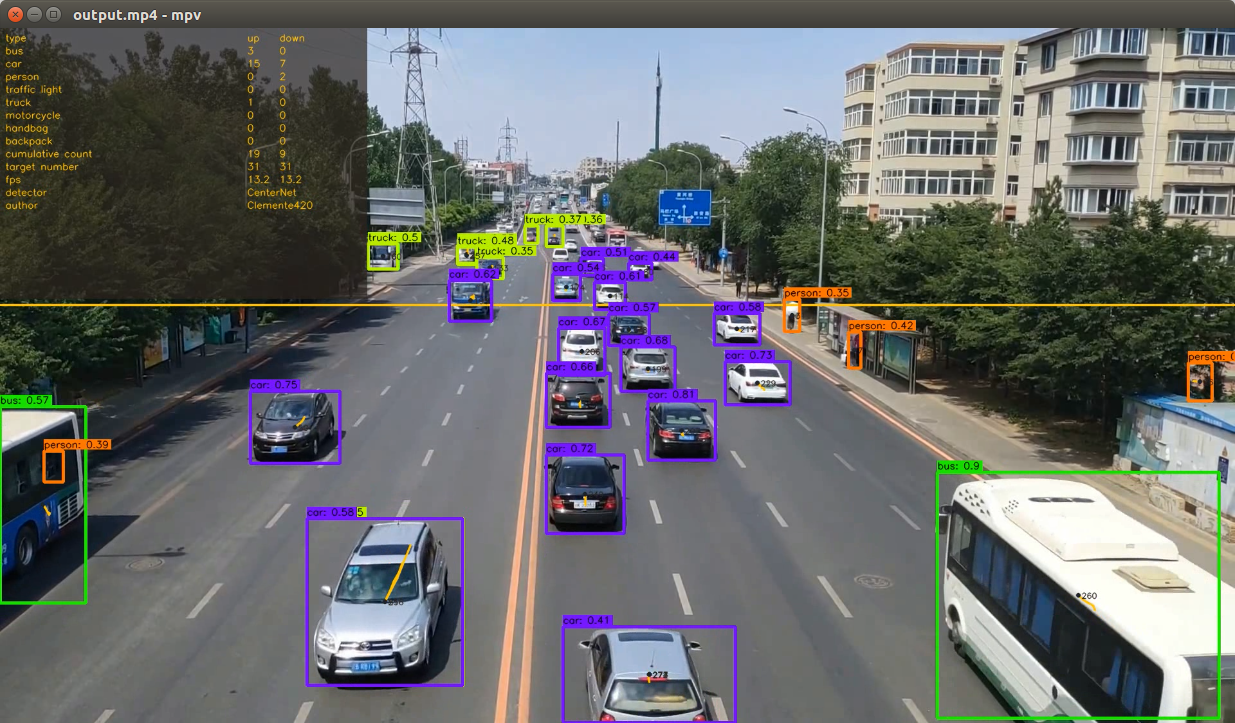 output.mp4 - mpv
type up down
bus 3 0
car 15 7
person 0 2
traffic light 0 0
truck 1 0
motorcycle 0 0
handbag 0 0
backpack 0 0
cumulative count 19 9
target number 31 31
fps 13.2 13.2
detector CenterNet
author Clemente420
truck: 0.37
.36
truck: 0.5
truck: 0.48
truck: 0.35
car: 0.51
car: 0.44
car: 0.62
car: 0.54
car: 0.61
person: 0.35
car: 0.57
car: 0.58
car: 0.67
person: 0.42
car: 0.68
car: 0.73
person: 0
car: 0.66
car: 0.75
car: 0.81
bus: 0.57
person: 0.39
car: 0.72
bus: 0.9
car: 0.58
5
260
car: 0.41